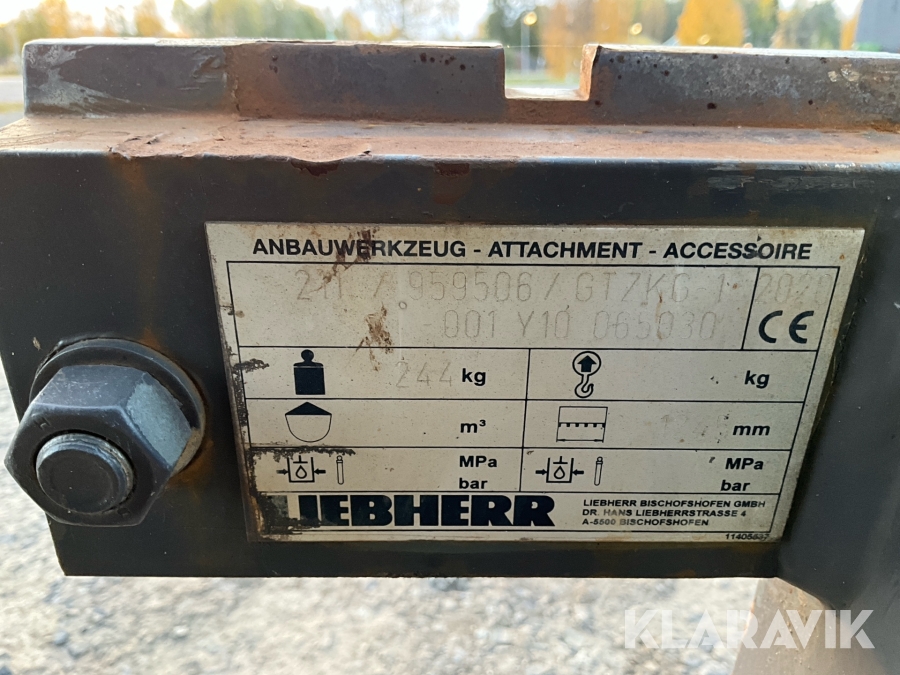 ANBAUWERKZEUG - ATTACHMENT - ACCESSOIRE
959506 /
001 Y10 065030
CE
244 kg
kg
m³
mm
MPa
bar
MPa
bar
LIEBHERR
LIEBHERR BISCHOFSHOFEN GMBH
DR. HANS LIEBHERRSTRASSE 4
A-5500 BISCHOFSHOFEN
KLARAVIK